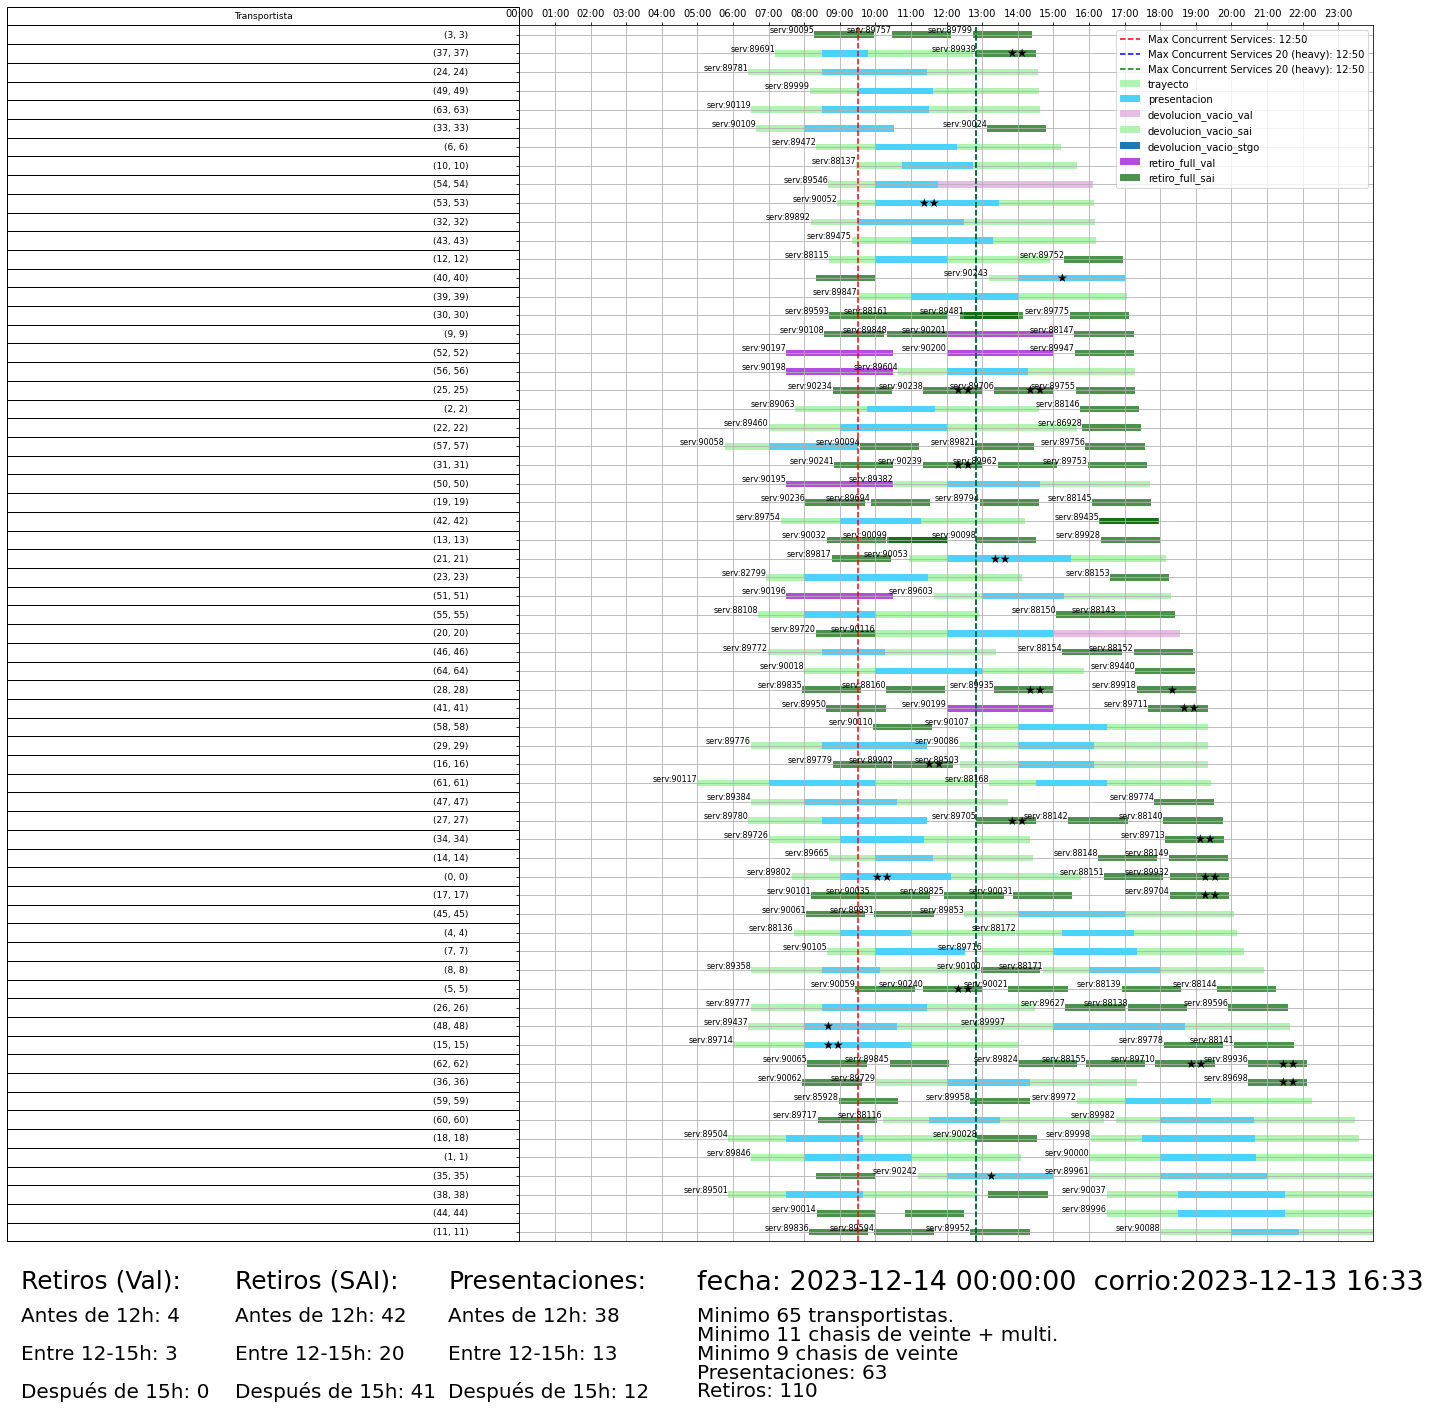 Transportista
00:00 01:00 02:00 03:00 04:00 05:00 06:00 07:00 08:00 09:00 10:00 11:00 12:00 13:00 14:00 15:00 16:00 17:00 18:00 19:00 20:00 21:00 22:00 23:00
Max Concurrent Services: 12:50
Max Concurrent Services 20 (heavy): 12:50
Max Concurrent Services 20 (heavy): 12:50
trayecto
presentacion
devolucion_vacio_val
devolucion_vacio_sai
devolucion_vacio_stgo
retiro_full_val
retiro_full_sai
(3, 3) serv:90095 serv:89757 serv:89799
(37, 37) serv:89691 serv:89939
(24, 24) serv:89781
(49, 49) serv:89999
(63, 63) serv:90119
(33, 33) serv:90109 serv:90024
(6, 6) serv:89472
(10, 10) serv:88137
(54, 54) serv:89546
(53, 53) serv:90052
(32, 32) serv:89892
(43, 43) serv:89475
(12, 12) serv:88115 serv:89752
(40, 40) serv:90243
(39, 39) serv:89847
(30, 30) serv:89593 serv:88161 serv:89481 serv:89775
(9, 9) serv:90108 serv:89848 serv:90201 serv:88147
(52, 52) serv:90197 serv:90200 serv:89947
(56, 56) serv:90198 serv:89604
(25, 25) serv:90234 serv:90238 serv:89706 serv:89755
(2, 2) serv:89063 serv:88146
(22, 22) serv:89460 serv:86928
(57, 57) serv:90058 serv:90094 serv:89821 serv:89756
(31, 31) serv:90241 serv:90239 serv:89962 serv:89753
(50, 50) serv:90195 serv:89382
(19, 19) serv:90236 serv:89694 serv:89794 serv:88145
(42, 42) serv:89754 serv:89435
(13, 13) serv:90032 serv:90099 serv:90098 serv:89928
(21, 21) serv:89817 serv:90053
(23, 23) serv:82799 serv:88153
(51, 51) serv:90196 serv:89603
(55, 55) serv:88108 serv:88150 serv:88143
(20, 20) serv:89720 serv:90116
(46, 46) serv:89772 serv:88154 serv:88152
(64, 64) serv:90018 serv:89440
(28, 28) serv:89835 serv:88160 serv:89935 serv:89918
(41, 41) serv:89950 serv:90199 serv:89711
(58, 58) serv:90110 serv:90107
(29, 29) serv:89776 serv:90086
(16, 16) serv:89779 serv:89902 serv:89503
(61, 61) serv:90117 serv:88168
(47, 47) serv:89384 serv:89774
(27, 27) serv:89780 serv:89705 serv:88142 serv:88140
(34, 34) serv:89726 serv:89713
(14, 14) serv:89665 serv:88148 serv:88149
(0, 0) serv:89802 serv:88151 serv:89932
(17, 17) serv:90101 serv:90035 serv:89825 serv:90031 serv:89704
(45, 45) serv:90061 serv:89831 serv:89853
(4, 4) serv:88136 serv:88172
(7, 7) serv:90105 serv:89716
(8, 8) serv:89358 serv:90100 serv:88171
(5, 5) serv:90059 serv:90240 serv:90021 serv:88139 serv:88144
(26, 26) serv:89777 serv:89627 serv:88138 serv:89596
(48, 48) serv:89437 serv:89997
(15, 15) serv:89714 serv:89778 serv:88141
(62, 62) serv:90065 serv:89845 serv:89824 serv:88155 serv:89710 serv:89936
(36, 36) serv:90062 serv:89729 serv:89698
(59, 59) serv:85928 serv:89958 serv:89972
(60, 60) serv:89717 serv:88116 serv:89982
(18, 18) serv:89504 serv:90028 serv:89998
(1, 1) serv:89846 serv:90000
(35, 35) serv:90242 serv:89961
(38, 38) serv:89501 serv:90037
(44, 44) serv:90014 serv:89996
(11, 11) serv:89836 serv:89594 serv:89952 serv:90088
Retiros (Val): Retiros (SAI): Presentaciones: fecha: 2023-12-14 00:00:00 corrio:2023-12-13 16:33
Antes de 12h: 4 Antes de 12h: 42 Antes de 12h: 38 Minimo 65 transportistas.
Minimo 11 chasis de veinte + multi.
Entre 12-15h: 3 Entre 12-15h: 20 Entre 12-15h: 13 Minimo 9 chasis de veinte
Presentaciones: 63
Después de 15h: 0 Después de 15h: 41 Después de 15h: 12 Retiros: 110